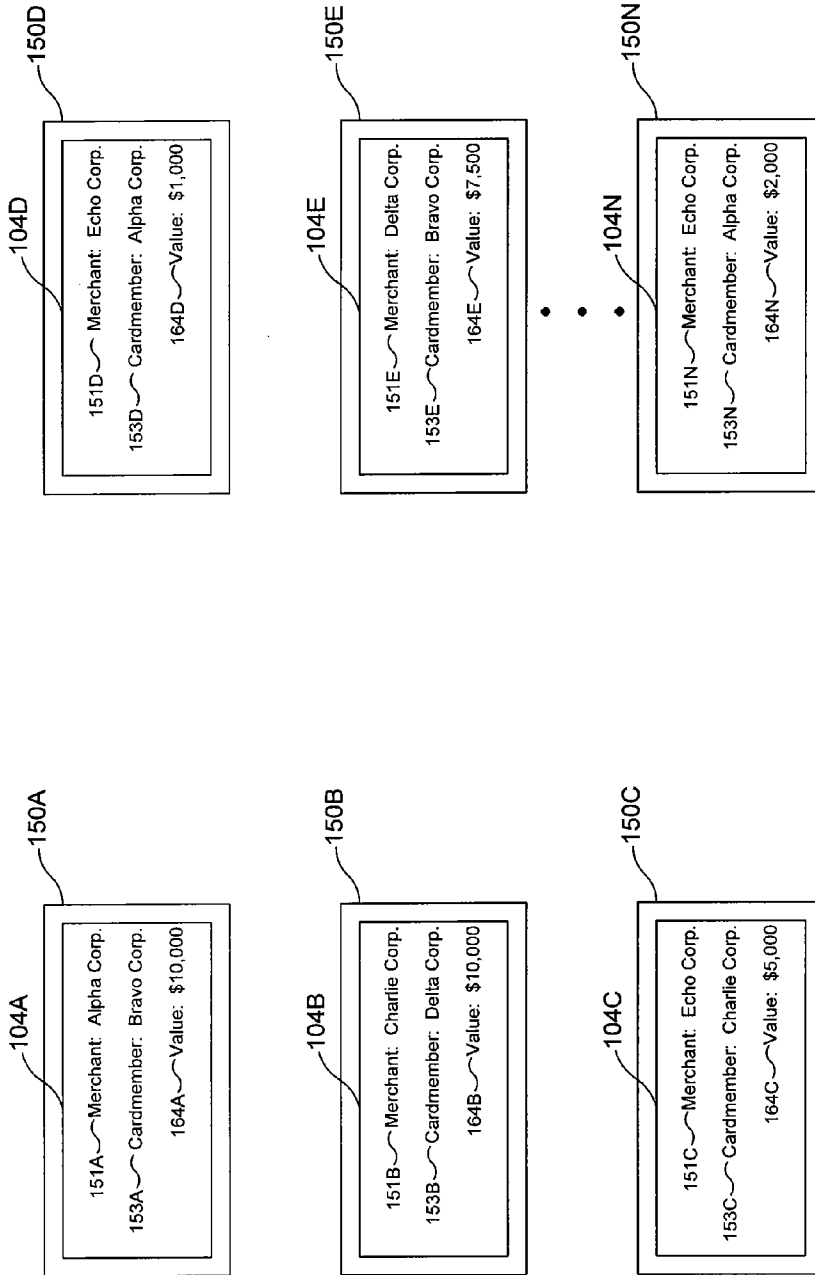 104A
150A
151A Merchant: Alpha Corp.
153A Cardmember: Bravo Corp.
164A Value: $10,000
104B
150B
151B Merchant: Charlie Corp.
153B Cardmember: Delta Corp.
164B Value: $10,000
104C
150C
151C Merchant: Echo Corp.
153C Cardmember: Charlie Corp.
164C Value: $5,000
104D
150D
151D Merchant: Echo Corp.
153D Cardmember: Alpha Corp.
164D Value: $1,000
104E
150E
151E Merchant: Delta Corp.
153E Cardmember: Bravo Corp.
164E Value: $7,500
104N
150N
151N Merchant: Echo Corp.
153N Cardmember: Alpha Corp.
164N Value: $2,000